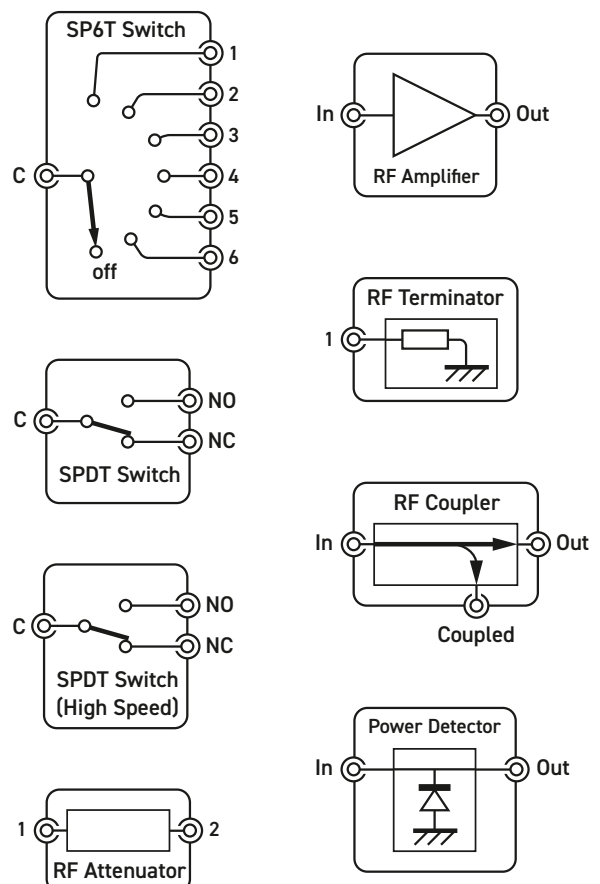 SP6T Switch
1
2
3
C
4
5
6
off
C
NO
NC
SPDT Switch
C
NO
NC
SPDT Switch
(High Speed)
1
2
RF Attenuator
In
Out
RF Amplifier
RF Terminator
1
RF Coupler
In
Out
Coupled
Power Detector
In
Out